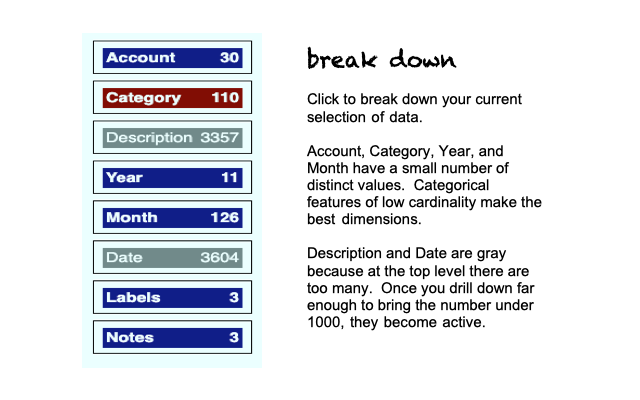 Account 30
Category 110
Description 3357
Year 11
Month 126
Date 3604
Labels 3
Notes 3
break down
Click to break down your current
selection of data.
Account, Category, Year, and
Month have a small number of
distinct values. Categorical
features of low cardinality make the
best dimensions.
Description and Date are gray
because at the top level there are
too many. Once you drill down far
enough to bring the number under
1000, they become active.